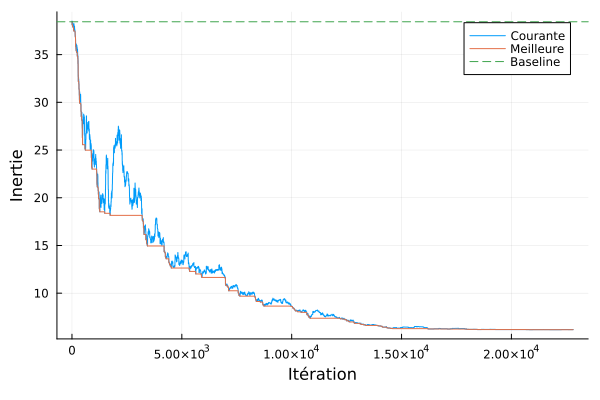 Courante
Meilleure
Baseline
Inertie
35
30
25
20
15
10
0
5.00×10³
1.00×10⁴
1.50×10⁴
2.00×10⁴
Itération